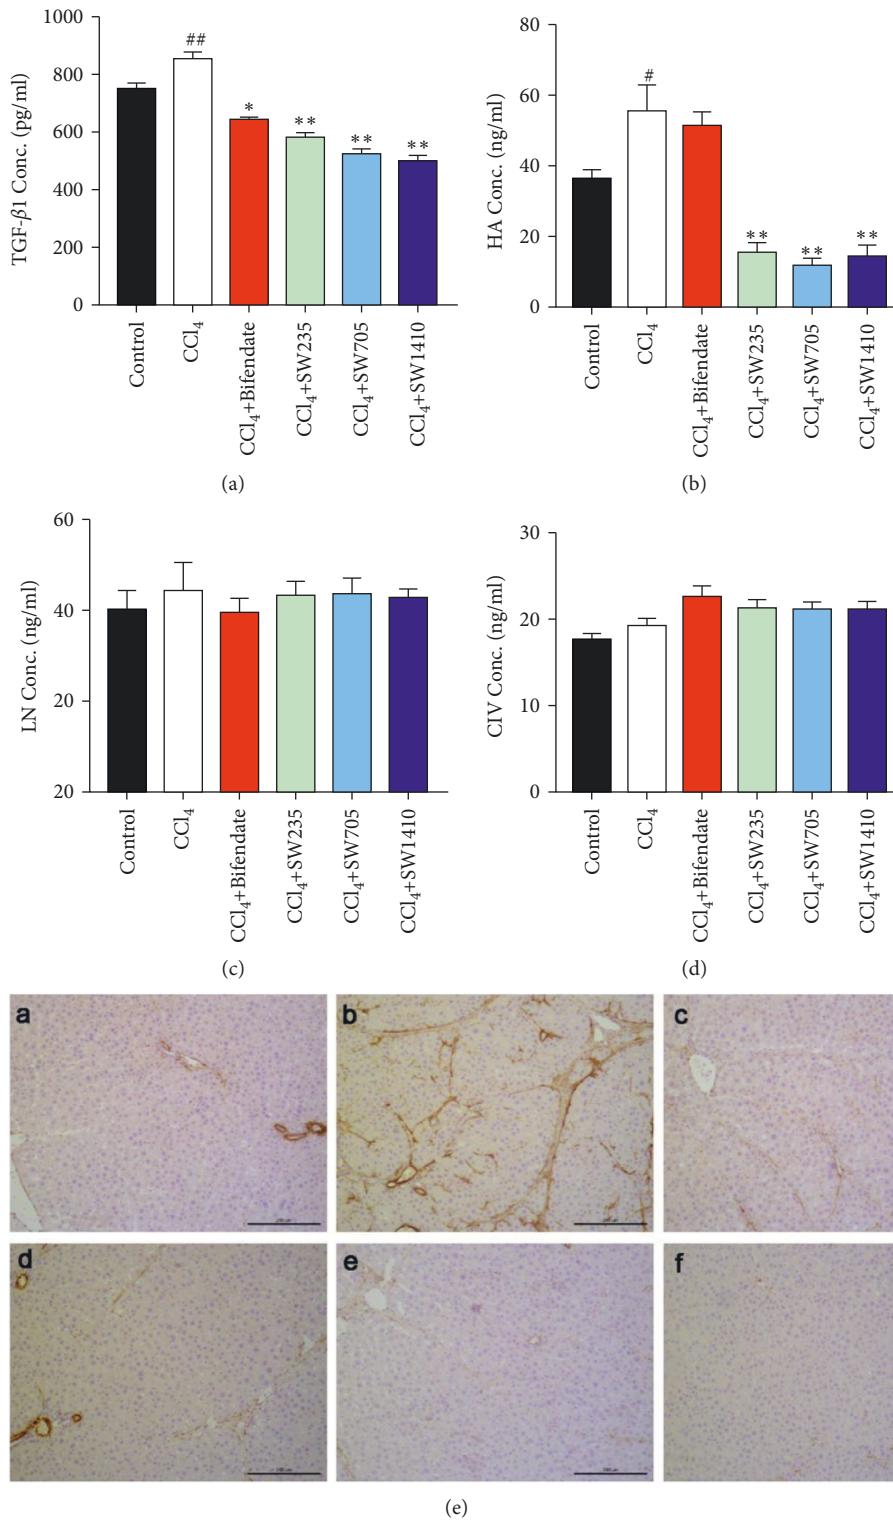 1000
800
600
400
200
0
TGF-β1 Conc. (pg/ml)
##
*
**
**
**
Control
CCl₄
CCl₄+Bifendate
CCl₄+SW235
CCl₄+SW705
CCl₄+SW1410
(a)
80
60
40
20
0
HA Conc. (ng/ml)
#
**
**
**
Control
CCl₄
CCl₄+Bifendate
CCl₄+SW235
CCl₄+SW705
CCl₄+SW1410
(b)
60
40
20
20
LN Conc. (ng/ml)
Control
CCl₄
CCl₄+Bifendate
CCl₄+SW235
CCl₄+SW705
CCl₄+SW1410
(c)
30
20
10
0
CIV Conc. (ng/ml)
Control
CCl₄
CCl₄+Bifendate
CCl₄+SW235
CCl₄+SW705
CCl₄+SW1410
(d)
a
b
c
d
e
f
(e)